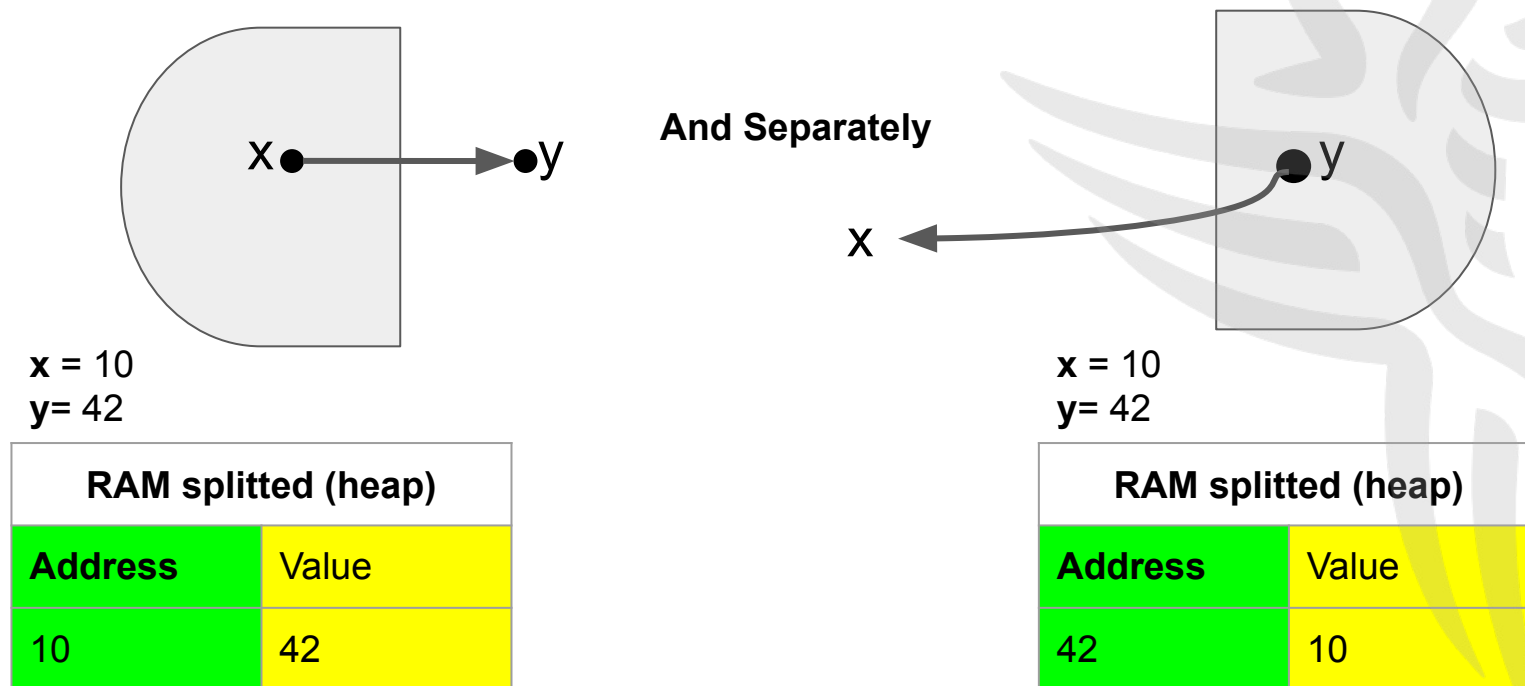 x y
And Separately
y
x
x = 10
y= 42
RAM splitted (heap)
Address Value
10 42
x = 10
y= 42
RAM splitted (heap)
Address Value
42 10